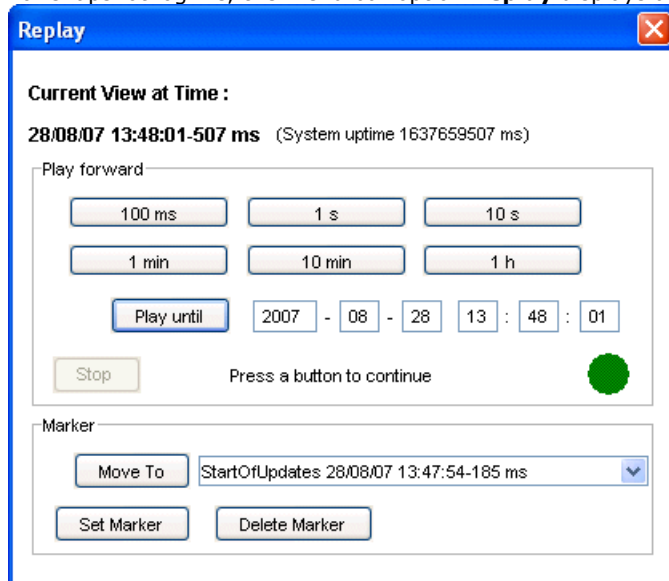 Replay
Current View at Time :
28/08/07 13:48:01-507 ms (System uptime 1637659507 ms)
Play forward
100 ms 1 s 10 s
1 min 10 min 1 h
Play until 2007 - 08 - 28 13 : 48 : 01
Stop Press a button to continue
Marker
Move To StartOfUpdates 28/08/07 13:47:54-185 ms
Set Marker Delete Marker